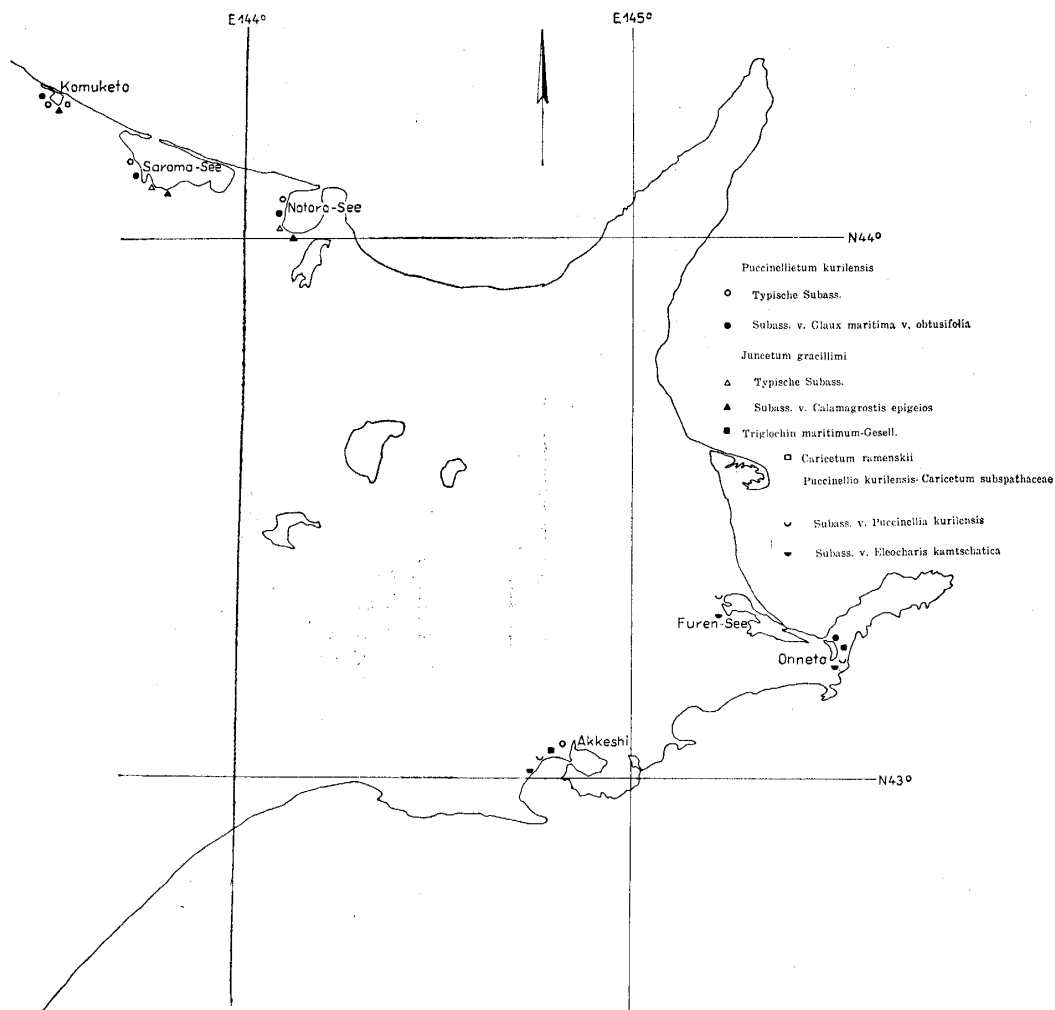 E144°
E145°
Komuketo
Saroma-See
Notoro-See
N44°
Puccinellietum kurilensis
Typische Subass.
Subass. v. Glaux maritima v. obtusifolia
Juncetum gracillimi
Typische Subass.
Subass. v. Calamagrostis epigeios
Triglochin maritimum-Gesell.
Caricetum ramenskii
Puccinellio kurilensis-Caricetum subspathaceae
Subass. v. Puccinellia kurilensis
Subass. v. Eleocharis kamtschatica
Furen-See
Onneto
Akkeshi
N43°